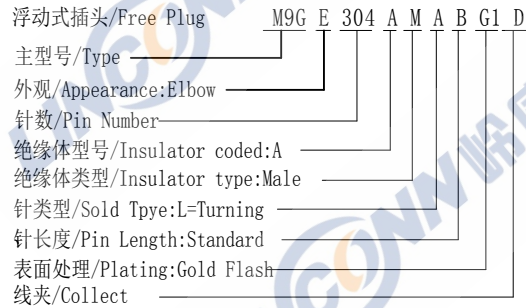 浮动式插头/Free Plug M9G E 304 A M A B G1 D
主型号/Type
外观/Appearance:Elbow
针数/Pin Number
绝缘体型号/Insulator coded:A
绝缘体类型/Insulator type:Male
针类型/Sold Tpye:L=Turning
针长度/Pin Length:Standard
表面处理/Plating:Gold Flash
线夹/Collect